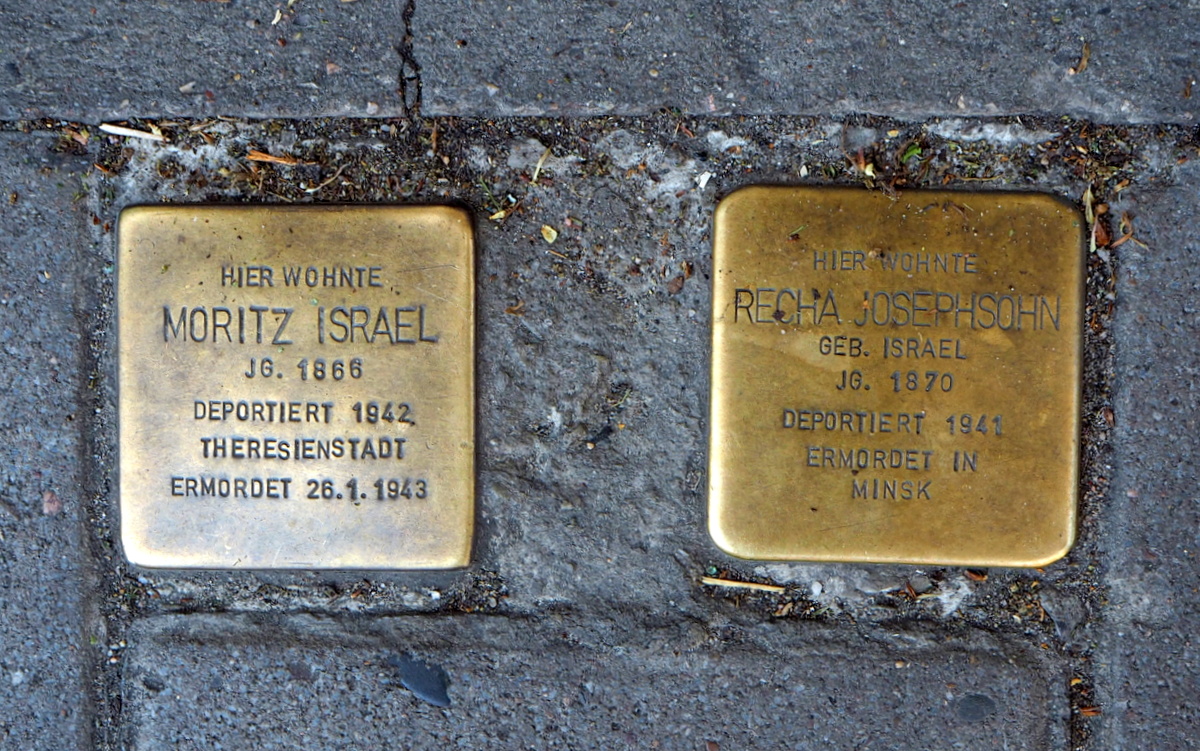 HIER WOHNTE
MORITZ ISRAEL
JG. 1866
DEPORTIERT 1942
THERESIENSTADT
ERMORDET 26.1.1943
HIER WOHNTE
RECHA JOSEPHSOHN
GEB. ISRAEL
JG. 1870
DEPORTIERT 1941
ERMORDET IN
MINSK